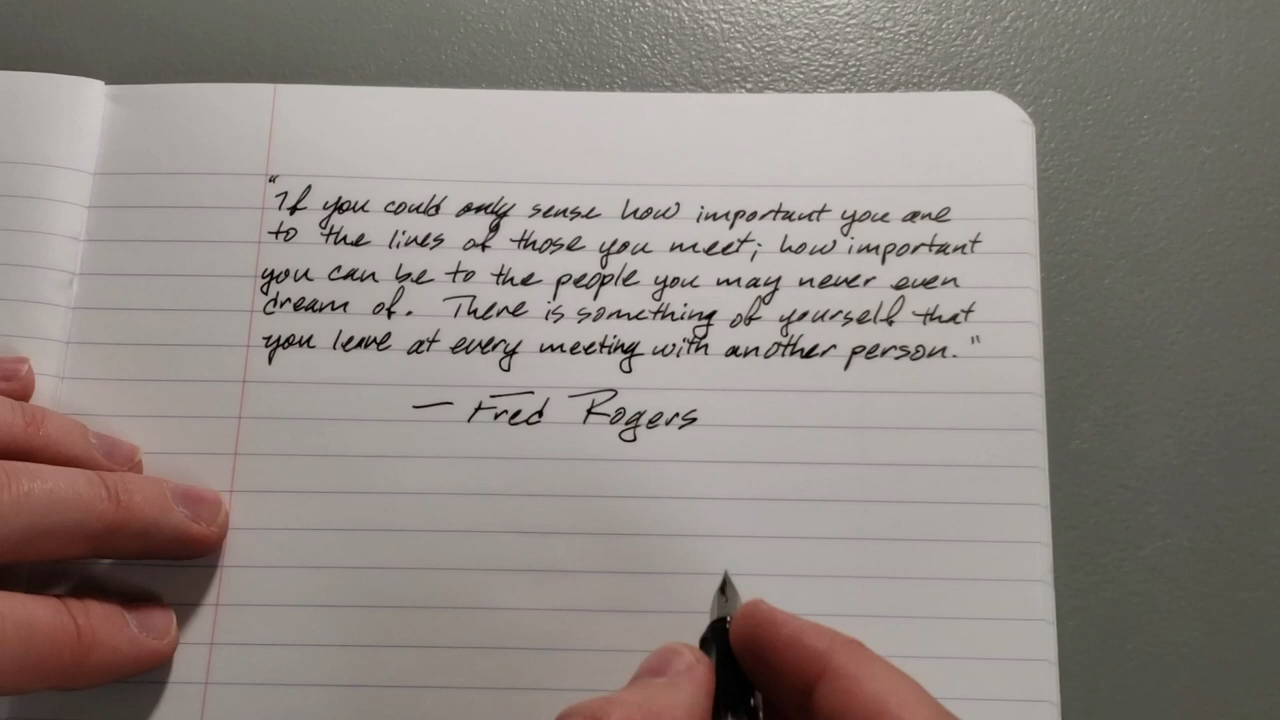 "If you could only sense how important you are
to the lives of those you meet; how important
you can be to the people you may never even
dream of. There is something of yourself that
you leave at every meeting with another person."
— Fred Rogers